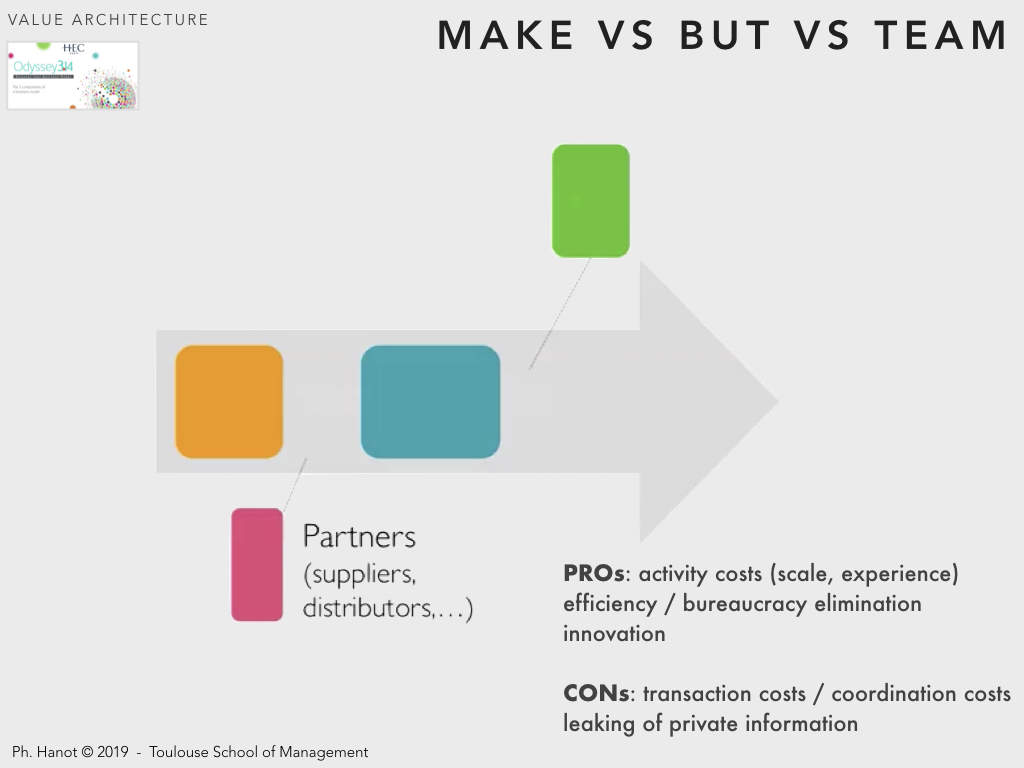 VALUE ARCHITECTURE
MAKE VS BUT VS TEAM
HEC
Odyssey3.14
Partners
(suppliers,
distributors,...)
PROs: activity costs (scale, experience)
efficiency / bureaucracy elimination
innovation
CONs: transaction costs / coordination costs
leaking of private information
Ph. Hanot © 2019 - Toulouse School of Management